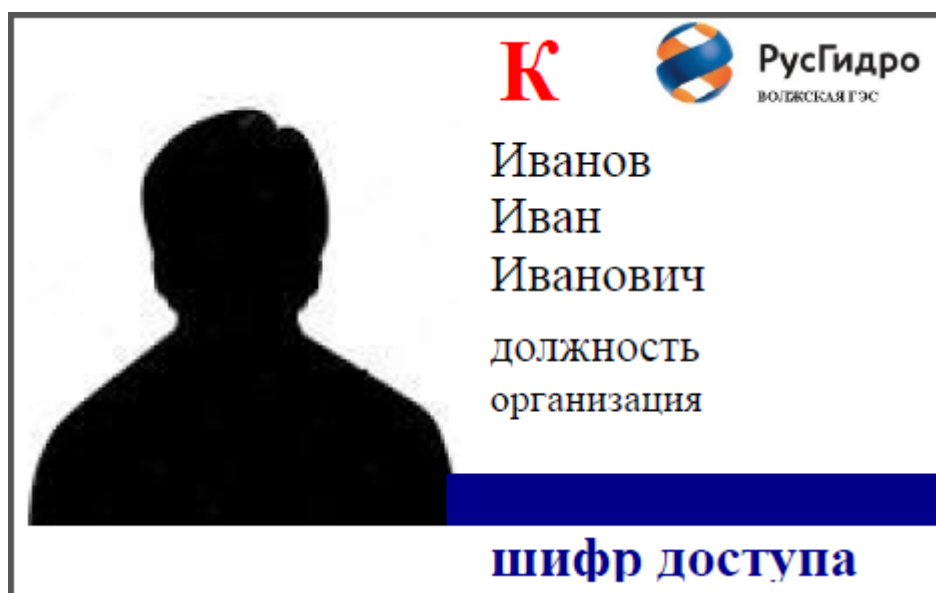 К
РусГидро
ВОЛЖСКАЯ ГЭС
Иванов
Иван
Иванович
должность
организация
шифр доступа